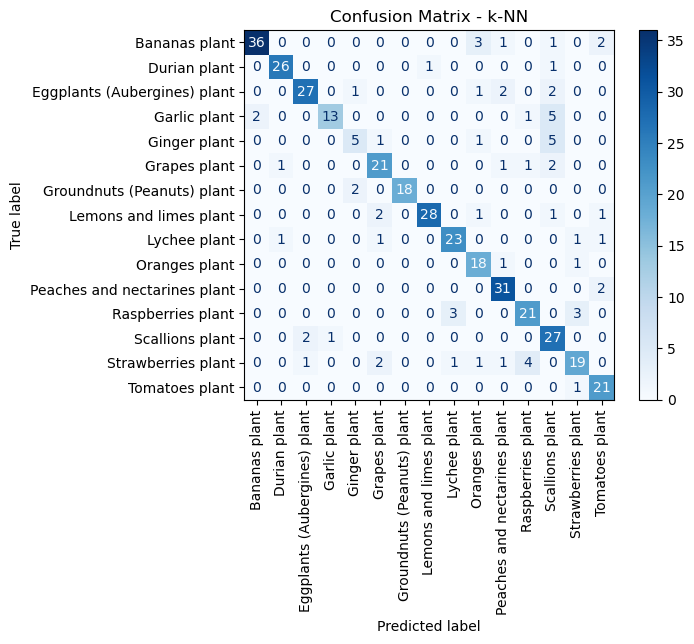 Confusion Matrix - k-NN
True label
Bananas plant 36 0 0 0 0 0 0 0 0 3 1 0 1 0 2
Durian plant 0 26 0 0 0 0 0 1 0 0 0 0 1 0 0
Eggplants (Aubergines) plant 0 0 27 0 1 0 0 0 0 1 2 0 2 0 0
Garlic plant 2 0 0 13 0 0 0 0 0 0 0 1 5 0 0
Ginger plant 0 0 0 0 5 1 0 0 0 1 0 0 5 0 0
Grapes plant 0 1 0 0 0 21 0 0 0 0 1 1 2 0 0
Groundnuts (Peanuts) plant 0 0 0 0 2 0 18 0 0 0 0 0 0 0 0
Lemons and limes plant 0 0 0 0 0 2 0 28 0 1 0 0 1 0 1
Lychee plant 0 1 0 0 0 1 0 0 23 0 0 0 0 1 1
Oranges plant 0 0 0 0 0 0 0 0 0 18 1 0 0 1 0
Peaches and nectarines plant 0 0 0 0 0 0 0 0 0 0 31 0 0 0 2
Raspberries plant 0 0 0 0 0 0 0 0 3 0 0 21 0 3 0
Scallions plant 0 0 2 1 0 0 0 0 0 0 0 0 27 0 0
Strawberries plant 0 0 1 0 0 2 0 0 1 1 1 4 0 19 0
Tomatoes plant 0 0 0 0 0 0 0 0 0 0 0 0 0 1 21
Bananas plant
Durian plant
Eggplants (Aubergines) plant
Garlic plant
Ginger plant
Grapes plant
Groundnuts (Peanuts) plant
Lemons and limes plant
Lychee plant
Oranges plant
Peaches and nectarines plant
Raspberries plant
Scallions plant
Strawberries plant
Tomatoes plant
Predicted label
35
30
25
20
15
10
5
0